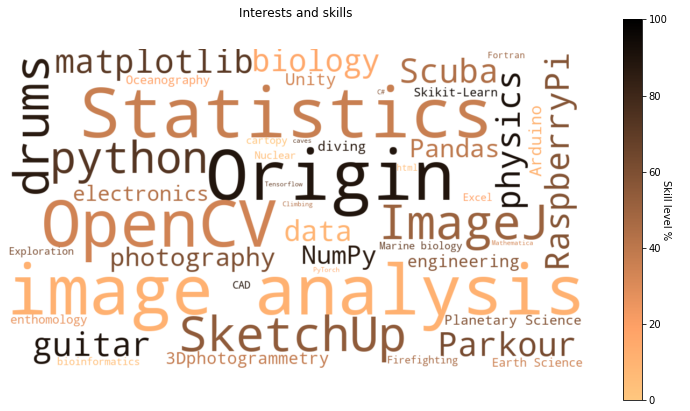 Interests and skills
matplotlib
biology
Fortran
Oceanography
Unity
Scuba
C#
Skikit-Learn
drums
Statistics
physics
Arduino
RaspberryPi
cartopy
caves
diving
Pandas
python
Nuclear
Origin
html
Tensorflow
electronics
Climbing
Excel
OpenCV
data
ImageJ
Exploration
photography
NumPy
Marine biology
Mathematica
engineering
PyTorch
image analysis
CAD
enthomology
SketchUp
Planetary Science
guitar
Parkour
bioinformatics
3Dphotogrammetry
Firefighting
Earth Science
100
80
60
40
20
0
Skill level %